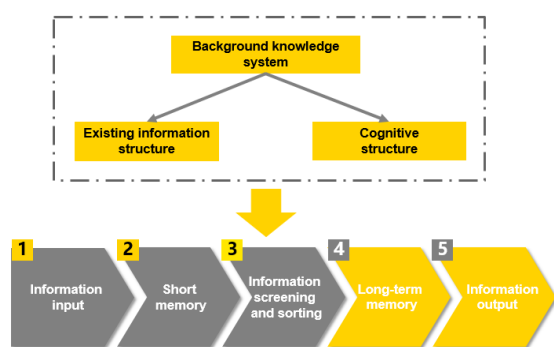 Background knowledge
system
Existing information
structure
Cognitive
structure
1
Information
input
2
Short
memory
3
Information
screening
and sorting
4
Long-term
memory
5
Information
output